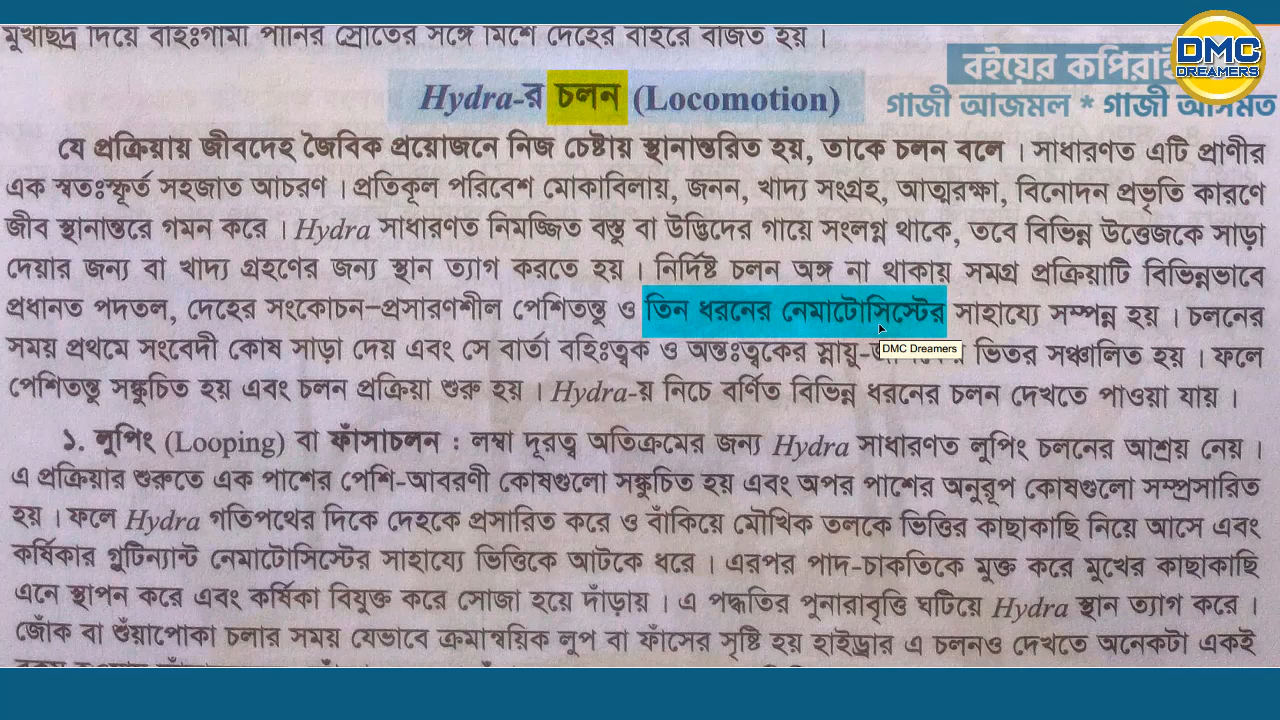 মুখছিদ্র দিয়ে বহিঃগামী পানির স্রোতের সঙ্গে মিশে দেহের বাইরে বর্জিত হয় ।
DMC
DREAMERS
বইয়ের কপিরাইট
Hydra-র চলন (Locomotion)
গাজী আজমল * গাজী আসমত
যে প্রক্রিয়ায় জীবদেহ জৈবিক প্রয়োজনে নিজ চেষ্টায় স্থানান্তরিত হয়, তাকে চলন বলে । সাধারণত এটি প্রাণীর
এক স্বতঃস্ফূর্ত সহজাত আচরণ । প্রতিকূল পরিবেশ মোকাবিলায়, জনন, খাদ্য সংগ্রহ, আত্মরক্ষা, বিনোদন প্রভৃতি কারণে
জীব স্থানান্তরে গমন করে । Hydra সাধারণত নিমজ্জিত বস্তু বা উদ্ভিদের গায়ে সংলগ্ন থাকে, তবে বিভিন্ন উত্তেজকে সাড়া
দেয়ার জন্য বা খাদ্য গ্রহণের জন্য স্থান ত্যাগ করতে হয় । নির্দিষ্ট চলন অঙ্গ না থাকায় সমগ্র প্রক্রিয়াটি বিভিন্নভাবে
প্রধানত পদতল, দেহের সংকোচন-প্রসারণশীল পেশিতন্তু ও তিন ধরনের নেমাটোসিস্টের সাহায্যে সম্পন্ন হয় । চলনের
সময় প্রথমে সংবেদী কোষ সাড়া দেয় এবং সে বার্তা বহিঃত্বক ও অন্তঃত্বকের স্নায়ু- ভিতর সঞ্চালিত হয় । ফলে
DMC Dreamers
পেশিতন্তু সঙ্কুচিত হয় এবং চলন প্রক্রিয়া শুরু হয় । Hydra-য় নিচে বর্ণিত বিভিন্ন ধরনের চলন দেখতে পাওয়া যায় ।
১. লুপিং (Looping) বা ফাঁসাচলন : লম্বা দূরত্ব অতিক্রমের জন্য Hydra সাধারণত লুপিং চলনের আশ্রয় নেয় ।
এ প্রক্রিয়ার শুরুতে এক পাশের পেশি-আবরণী কোষগুলো সঙ্কুচিত হয় এবং অপর পাশের অনুরূপ কোষগুলো সম্প্রসারিত
হয় । ফলে Hydra গতিপথের দিকে দেহকে প্রসারিত করে ও বাঁকিয়ে মৌখিক তলকে ভিত্তির কাছাকাছি নিয়ে আসে এবং
কর্ষিকার গ্লুটিন্যান্ট নেমাটোসিস্টের সাহায্যে ভিত্তিকে আটকে ধরে । এরপর পাদ-চাকতিকে মুক্ত করে মুখের কাছাকাছি
এনে স্থাপন করে এবং কর্ষিকা বিযুক্ত করে সোজা হয়ে দাঁড়ায় । এ পদ্ধতির পুনারাবৃত্তি ঘটিয়ে Hydra স্থান ত্যাগ করে ।
জোঁক বা শুঁয়াপোকা চলার সময় যেভাবে ক্রমান্বয়িক লূপ বা ফাঁসের সৃষ্টি হয় হাইড্রার এ চলনও দেখতে অনেকটা একই